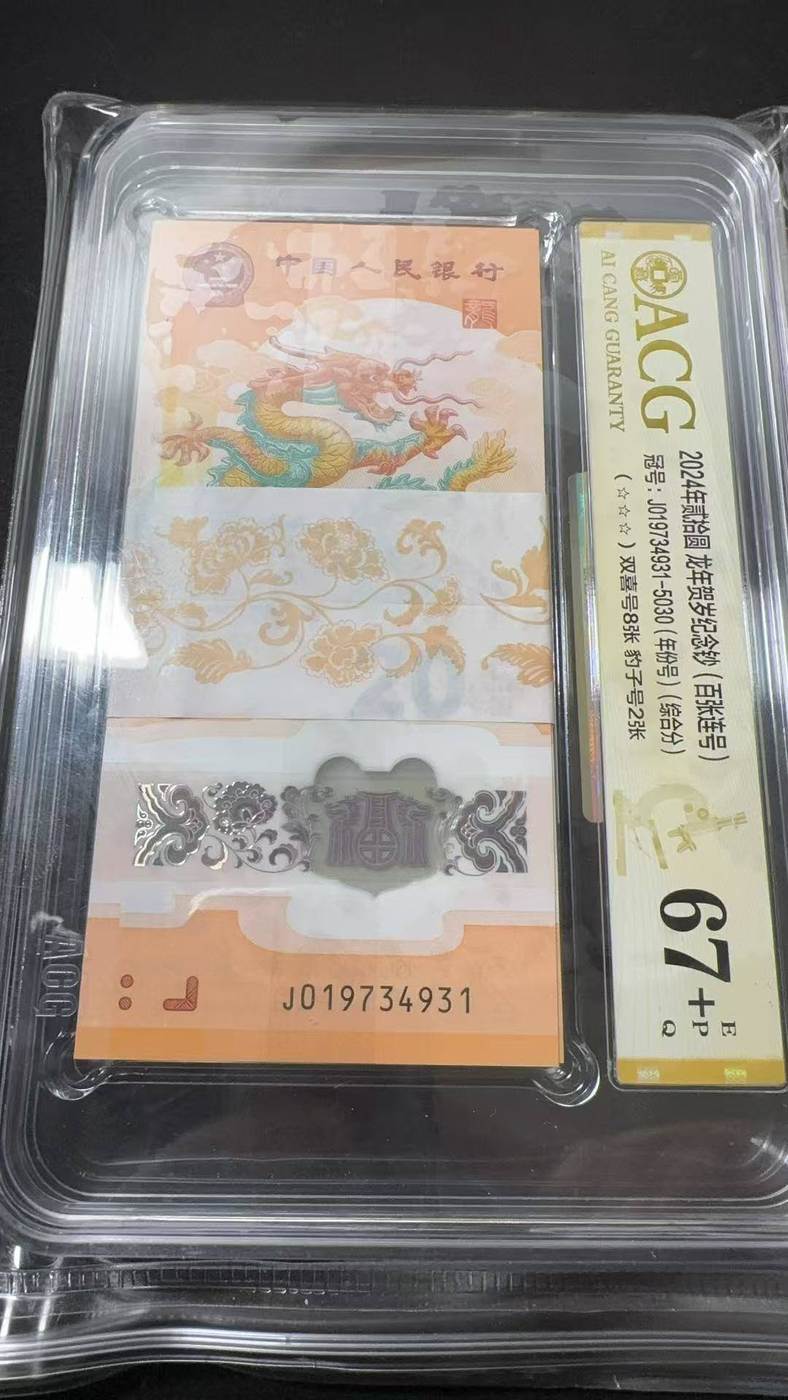 中国人民银行
20
J019734931
ACG
AI CANG GUARANTY
2024年贰拾圆 龙年贺岁纪念钞（百张连号）
冠号：J019734931-5030（年份号）（综合分）
（☆☆☆）双喜号8张 豹子号2张
67+
E
P
Q
ACG